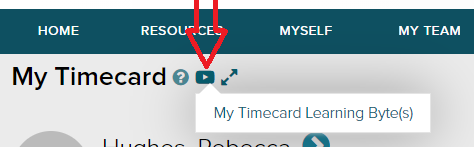 HOME RESOURCES MYSELF MY TEAM
My Timecard ?
My Timecard Learning Byte(s)
Hughes, Rebecca